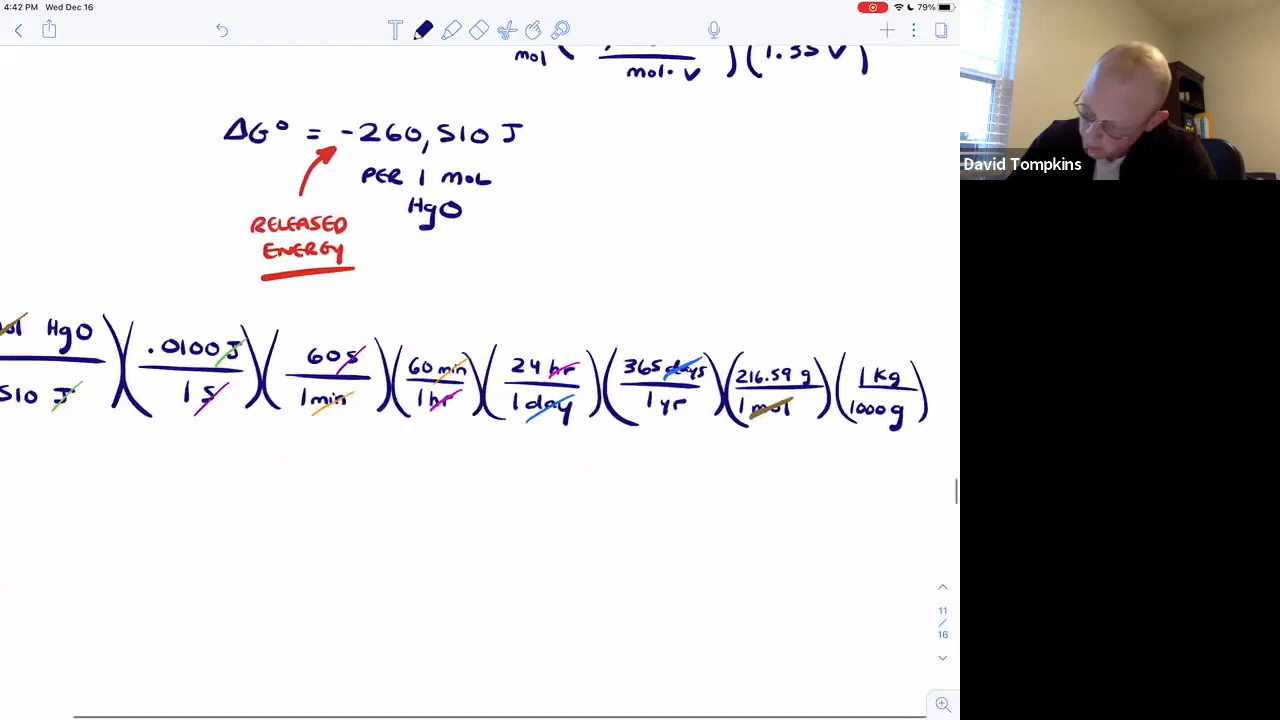 4:42 PM Wed Dec 16
79%
T
mol ( mol·V ) (1.35 V)
ΔG° = -260,510 J
PER 1 MOL
HgO
RELEASED
ENERGY
HgO ) ( .0100 J ) ( 60 s ) ( 60 min ) ( 24 hr ) ( 365 days ) ( 216.59 g ) ( 1 Kg )
510 J 1 s 1 min 1 hr 1 day 1 yr 1 mol 1000 g
David Tompkins
11
/
16